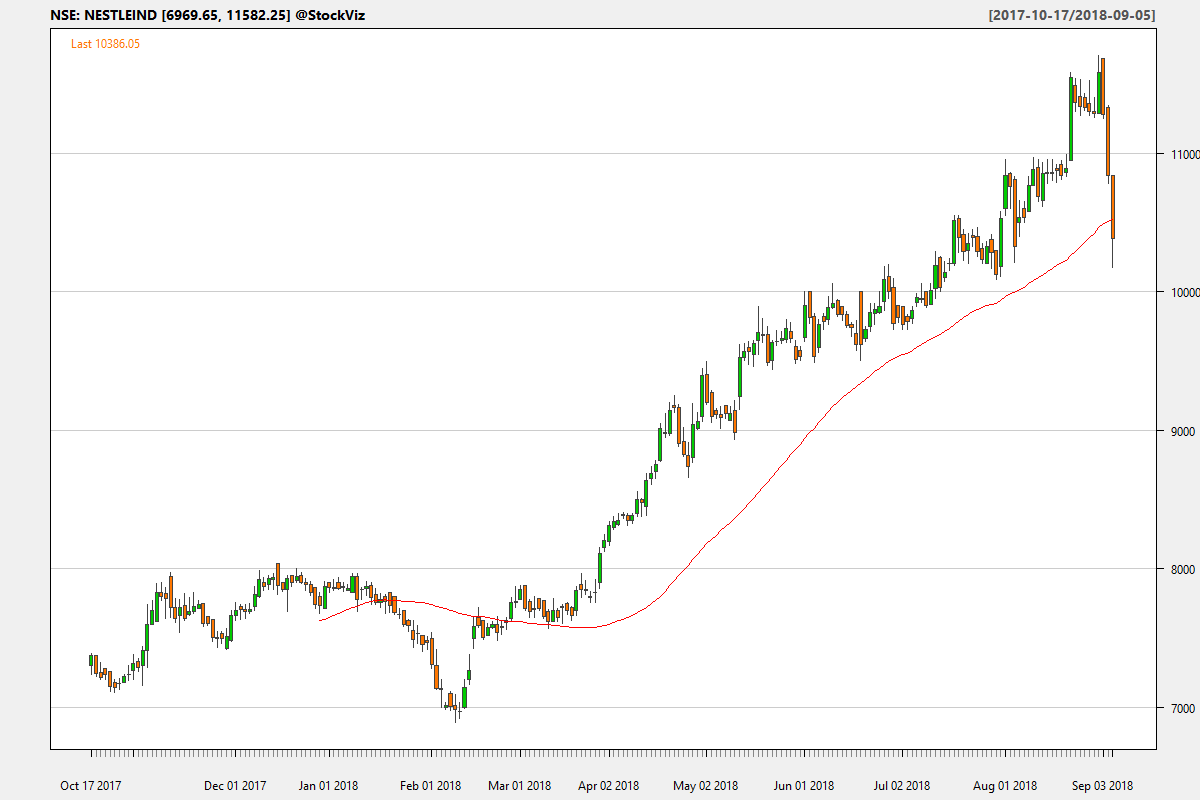 NSE: NESTLEIND [6969.65, 11582.25] @StockViz [2017-10-17/2018-09-05]
Last 10386.05
11000
10000
9000
8000
7000
Oct 17 2017 Dec 01 2017 Jan 01 2018 Feb 01 2018 Mar 01 2018 Apr 02 2018 May 02 2018 Jun 01 2018 Jul 02 2018 Aug 01 2018 Sep 03 2018